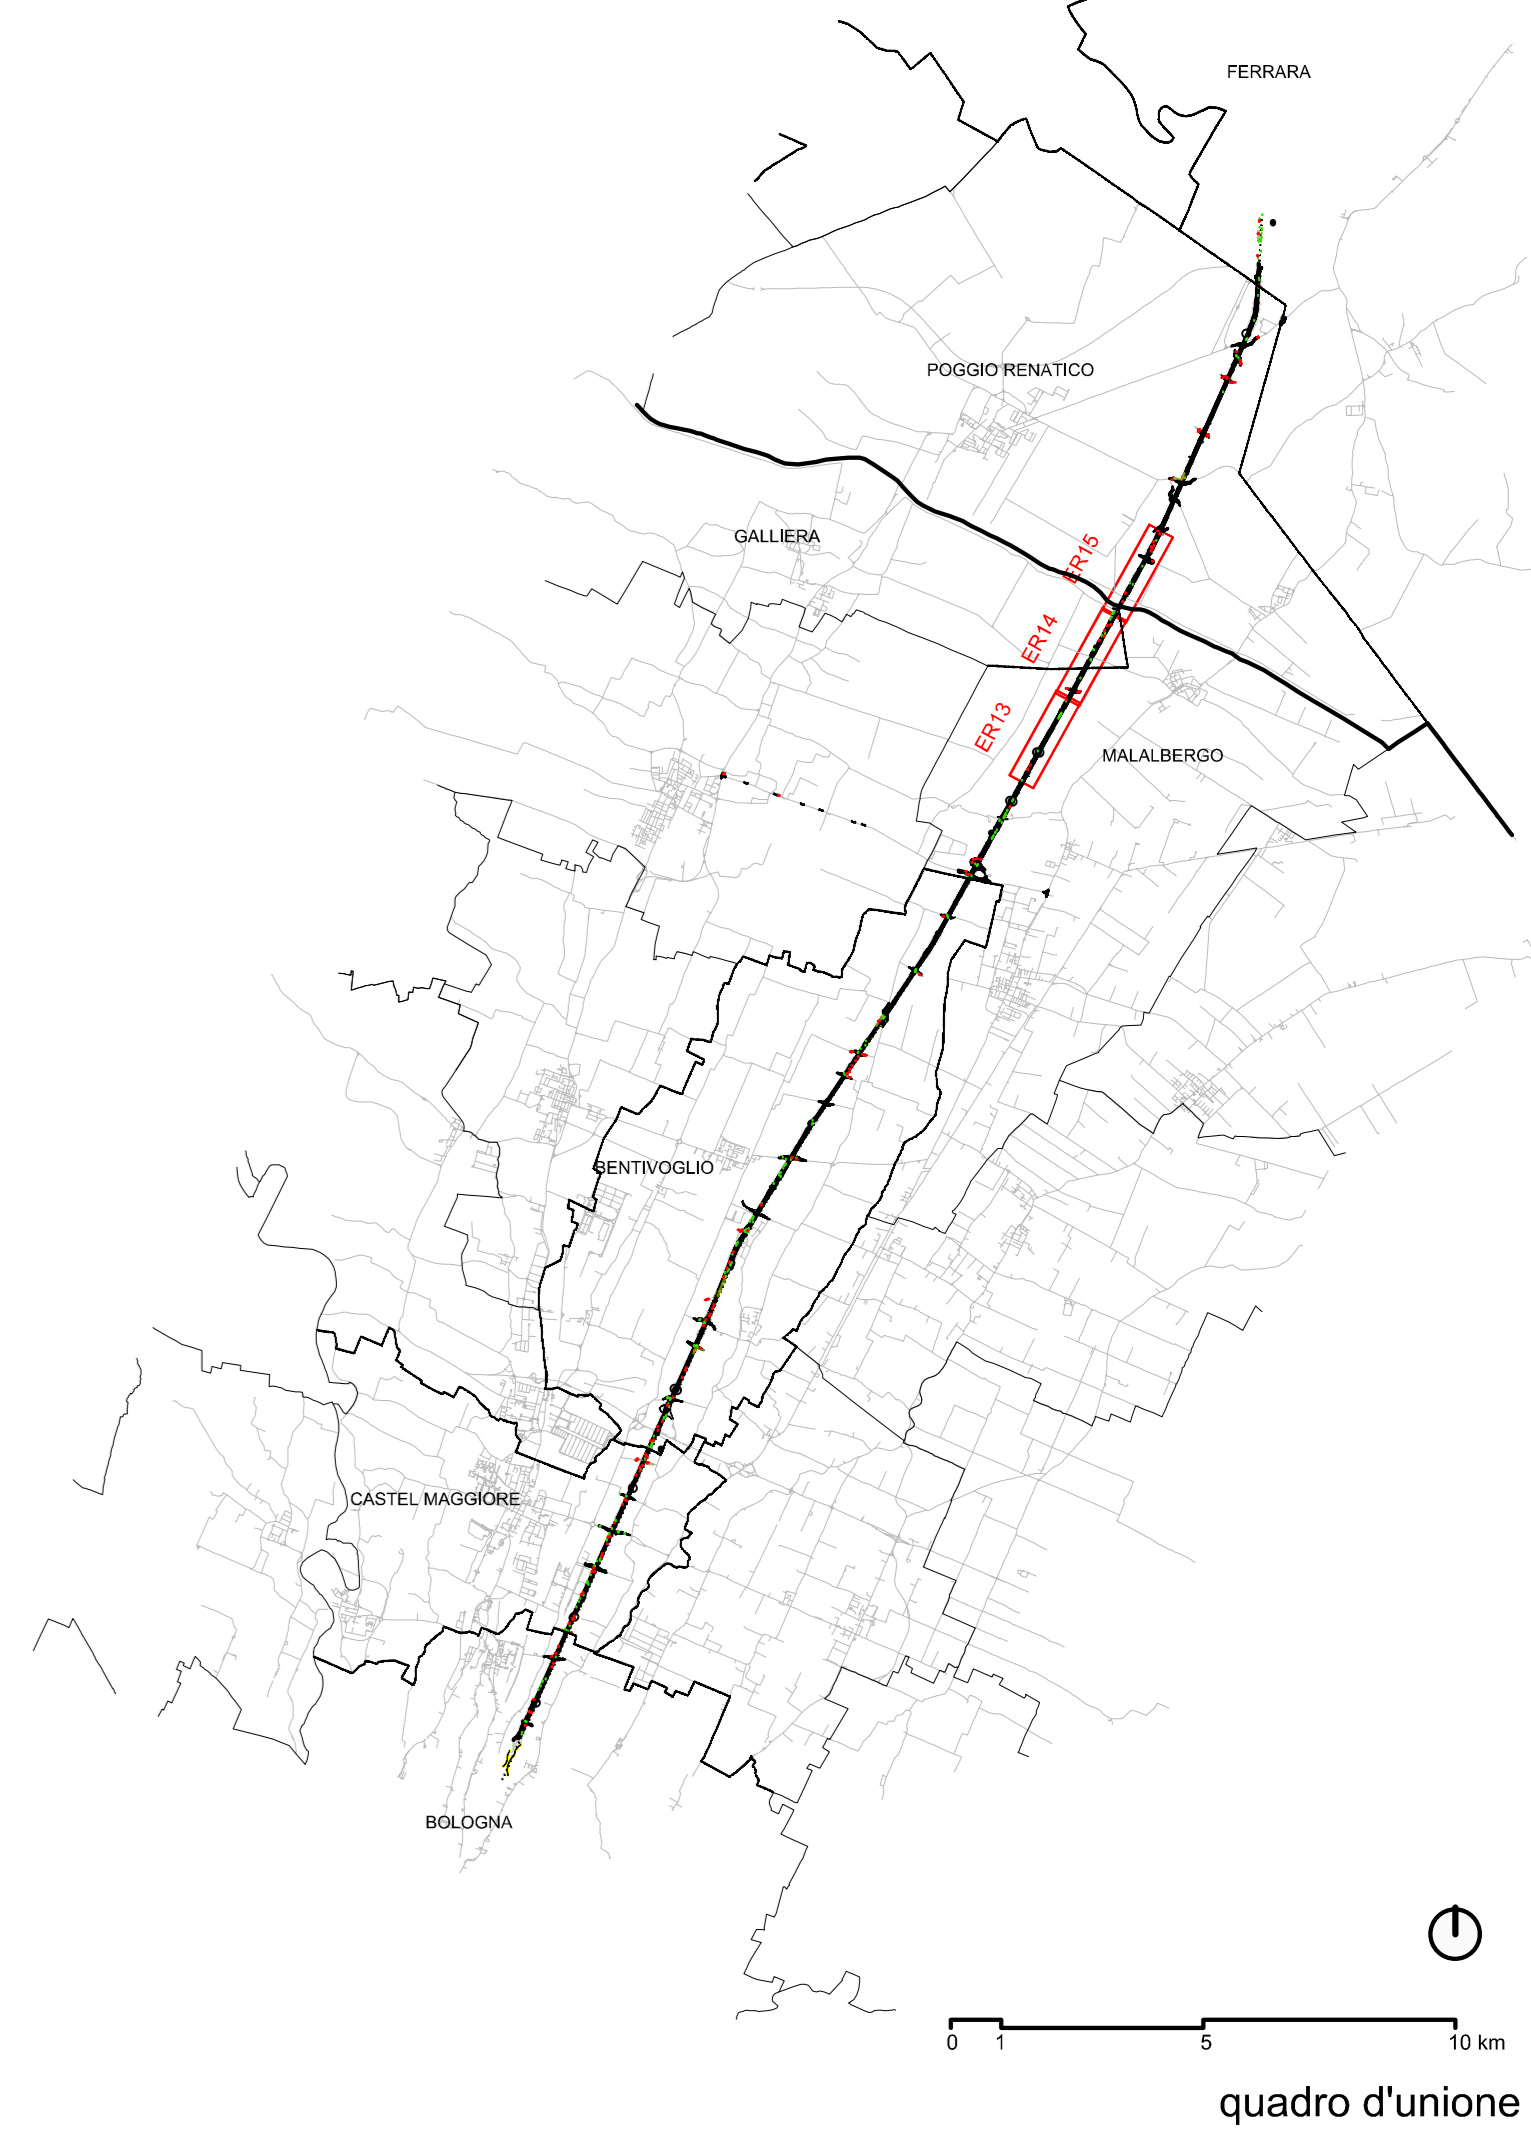 FERRARA
POGGIO RENATICO
GALLIERA
ER15
ER14
ER13
MALALBERGO
BENTIVOGLIO
CASTEL MAGGIORE
BOLOGNA
0 1 5 10 km
quadro d'unione